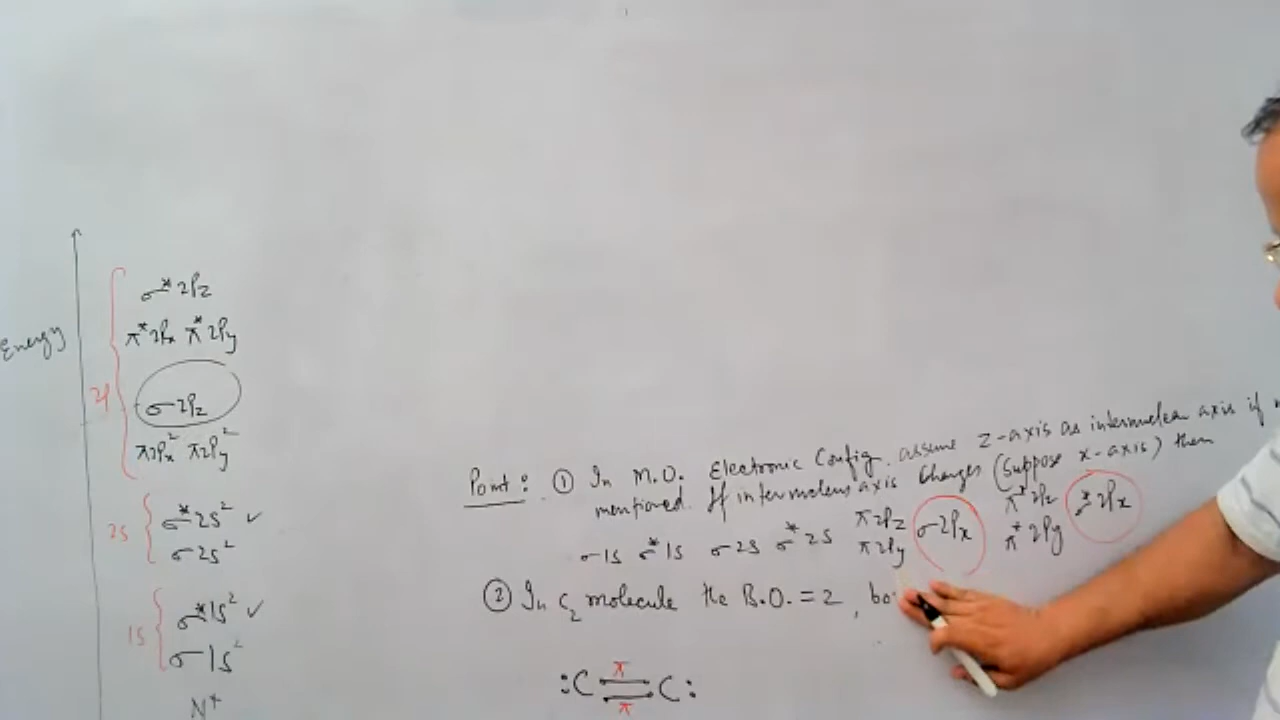 Energy
σ*2Pz
π*2Px π*2Py
2P
σ2Pz
π2Px² π2Py²
2S
σ*2S² ✓
σ2S²
1S
σ*1S² ✓
σ1S²
N⁺
Point : ① In M.O. Electronic Config. assume Z-axis as internuclear axis if
mentioned. If internuclear axis changes (suppose x-axis) then
σ1S σ*1S σ2S σ*2S π2Pz σ2Px π*2Pz *2Px
π2Py π*2Py
② In C₂ molecule the B.O. = 2 , bo
π
:C C:
π